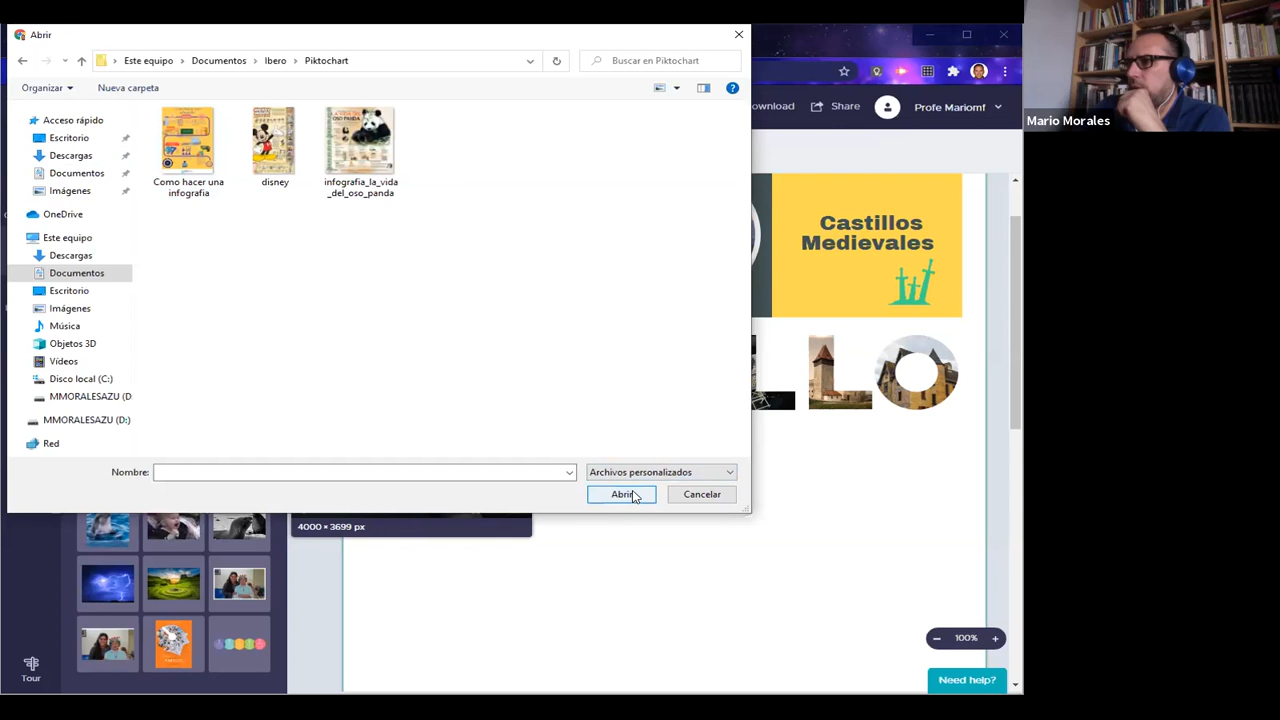 Abrir
Este equipo
Documentos
Ibero
Piktochart
Buscar en Piktochart
Organizar
Nueva carpeta
Acceso rápido
Escritorio
Descargas
Documentos
Imágenes
OneDrive
Este equipo
Descargas
Documentos
Escritorio
Imágenes
Música
Objetos 3D
Vídeos
Disco local (C:)
MMORALESAZU (D
MMORALESAZU (D:)
Red
Como hacer una
infografia
disney
infografia_la_vida
_del_oso_panda
Nombre:
Archivos personalizados
Abrir
Cancelar
4000 × 3699 px
Tour
ownload
Share
Profe Mariomf
Castillos
Medievales
L L O
100%
Need help?
Mario Morales